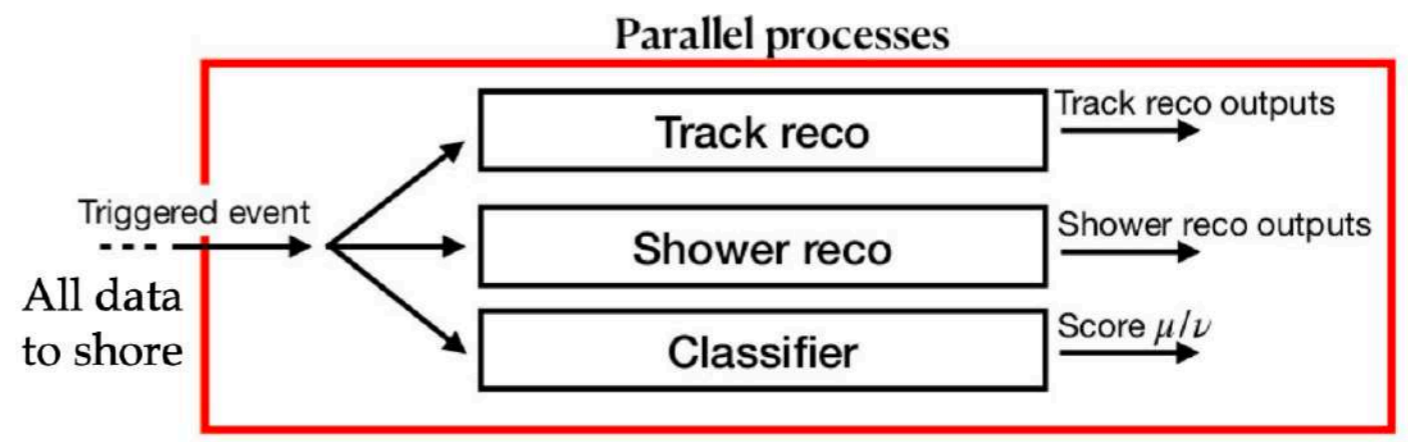 Parallel processes
Track reco
Track reco outputs
Triggered event
All data
to shore
Shower reco
Shower reco outputs
Classifier
Score μ/ν